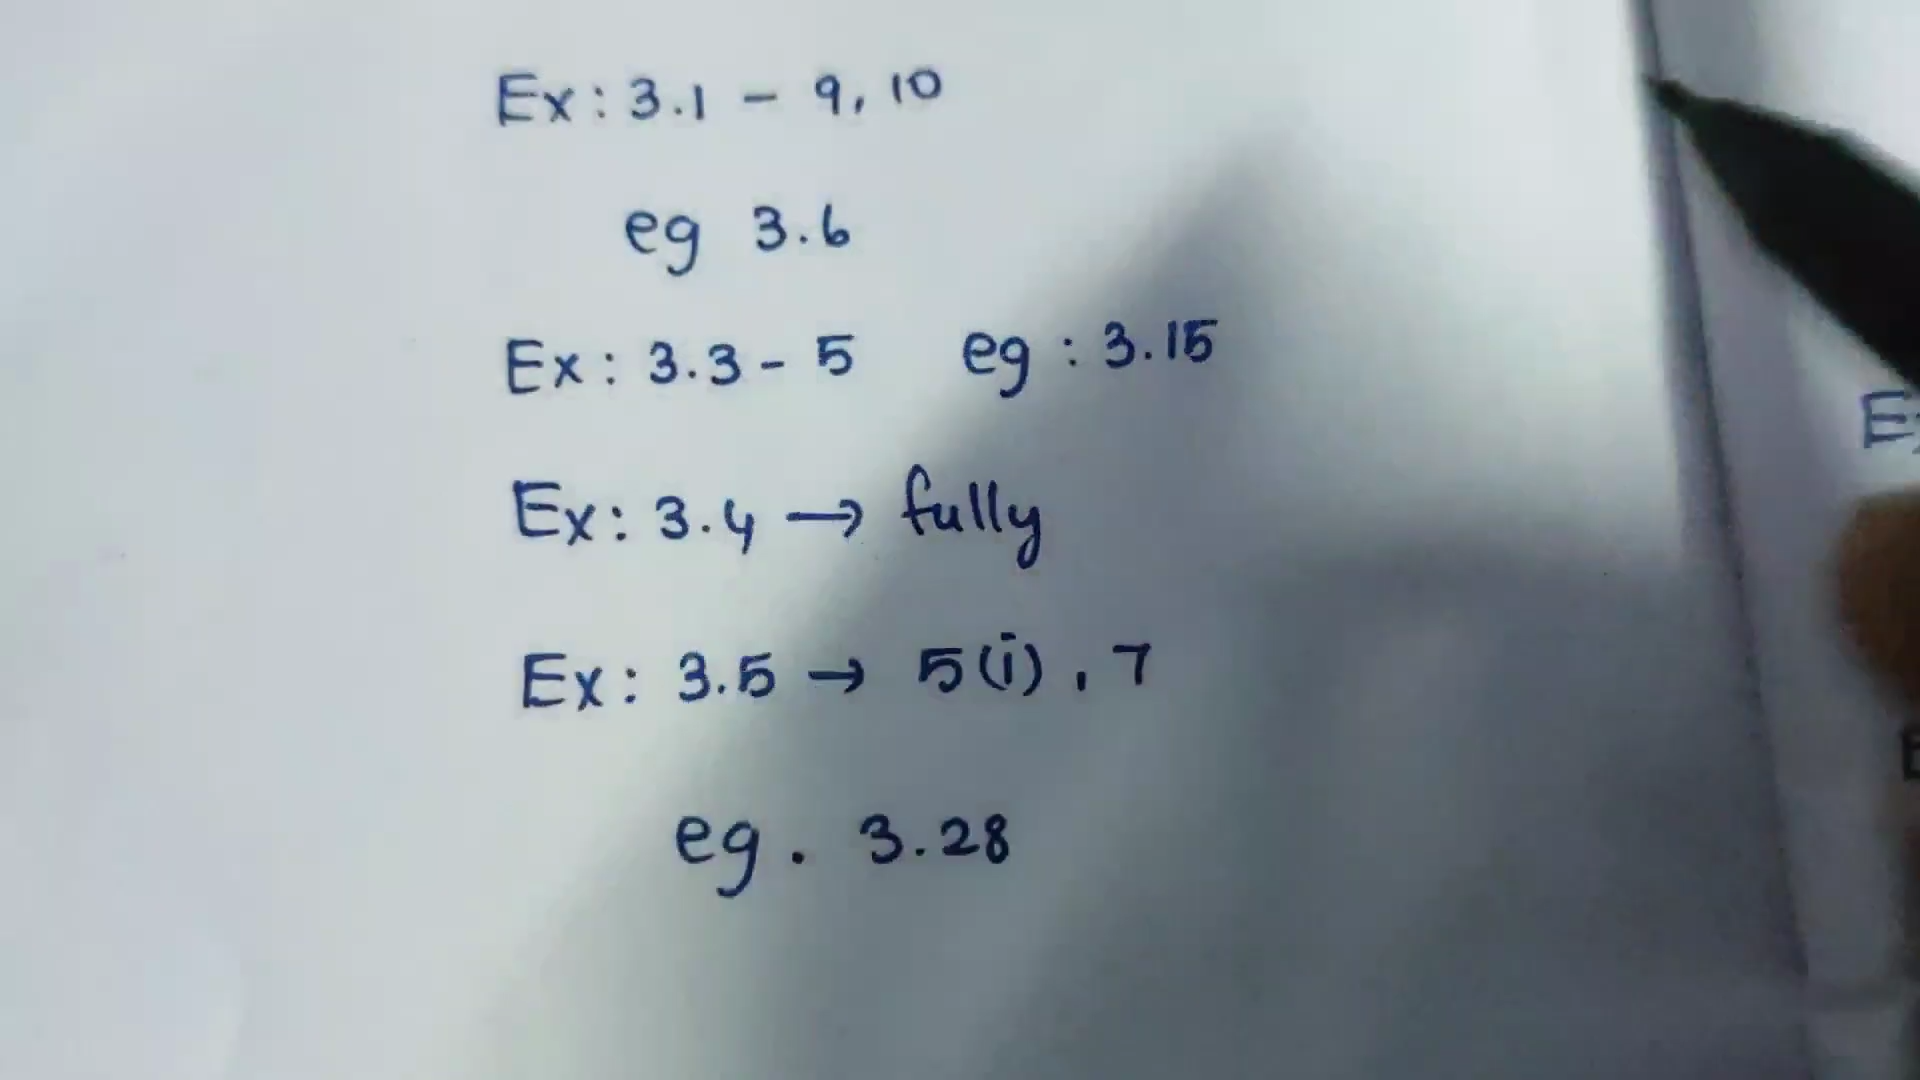 Ex: 3.1 - 9, 10
eg 3.6
Ex: 3.3 - 5 eg: 3.15
Ex: 3.4 → fully
Ex: 3.5 → 5(i), 7
eg. 3.28